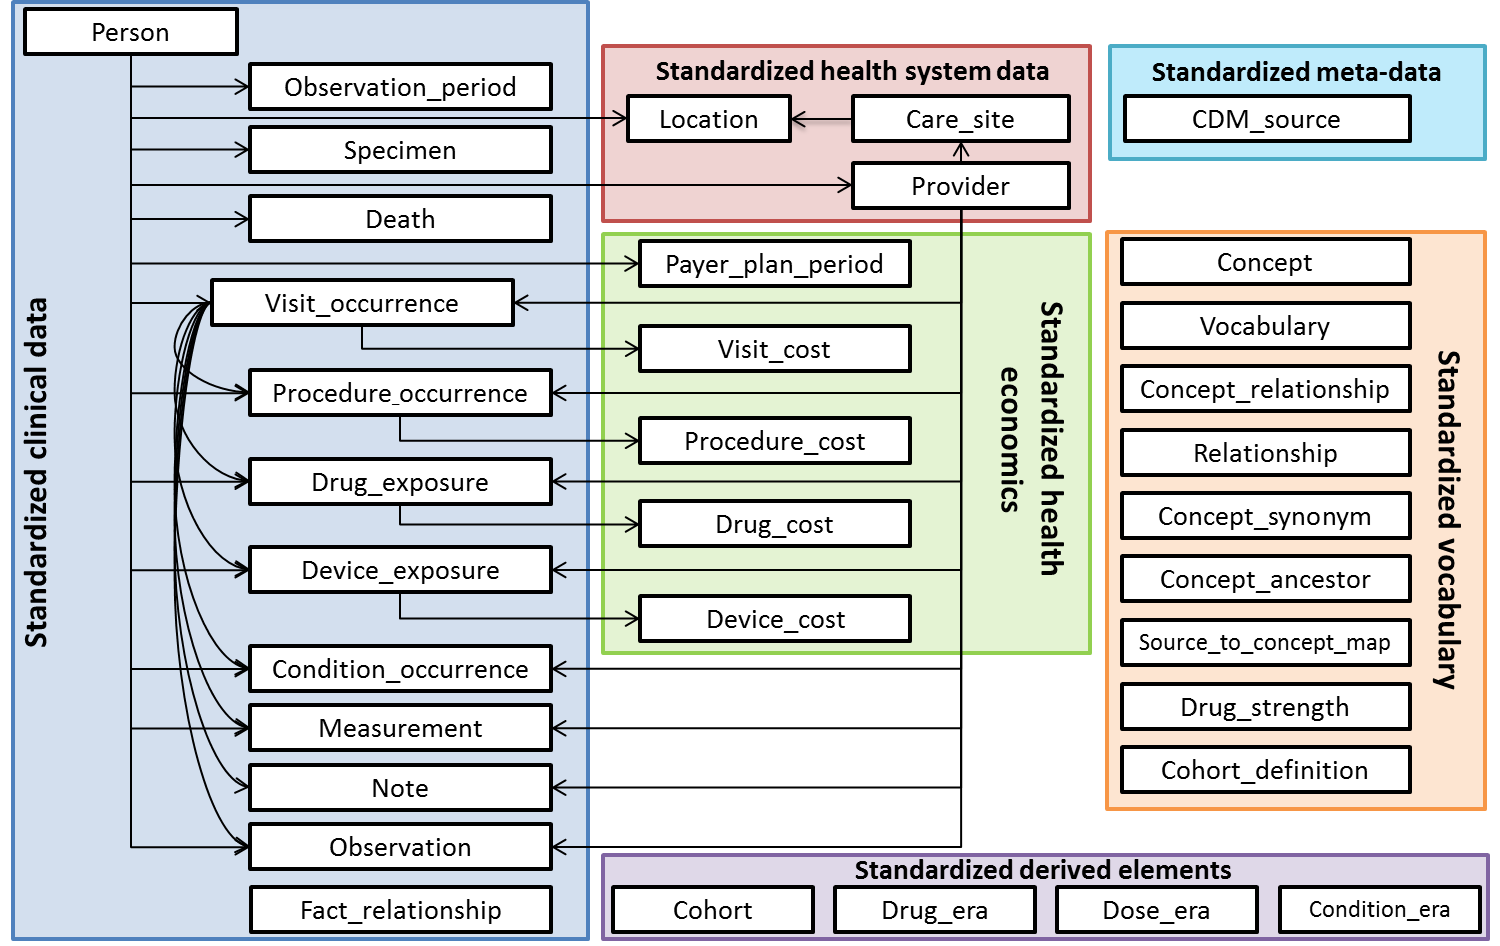 Standardized clinical data
Person
Observation_period
Specimen
Death
Visit_occurrence
Procedure_occurrence
Drug_exposure
Device_exposure
Condition_occurrence
Measurement
Note
Observation
Fact_relationship
Standardized health system data
Location
Care_site
Provider
Payer_plan_period
Visit_cost
Procedure_cost
Drug_cost
Device_cost
Standardized health
economics
Standardized meta-data
CDM_source
Concept
Vocabulary
Concept_relationship
Relationship
Concept_synonym
Concept_ancestor
Source_to_concept_map
Drug_strength
Cohort_definition
Standardized vocabulary
Standardized derived elements
Cohort
Drug_era
Dose_era
Condition_era